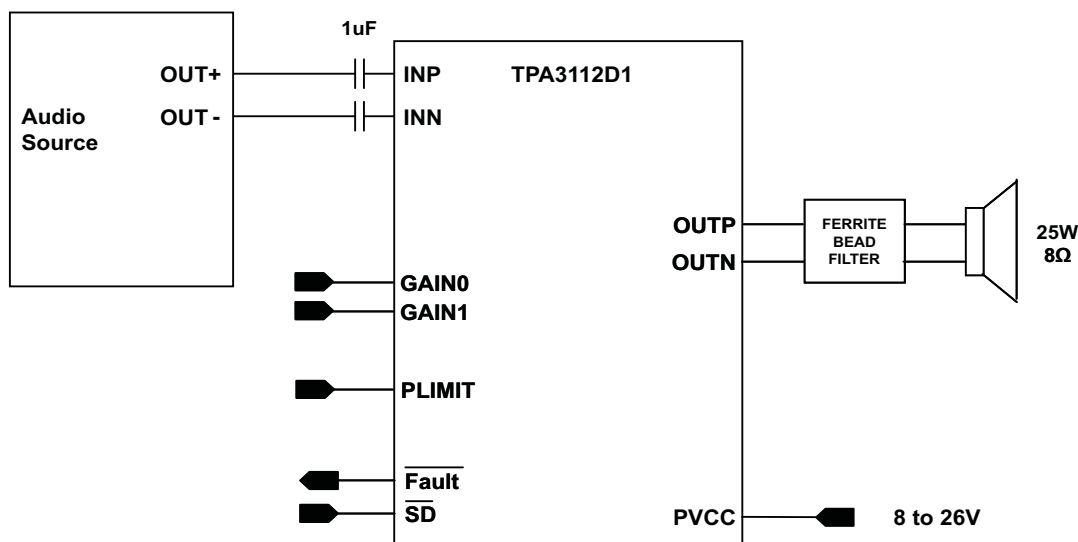 1uF
OUT+
INP
TPA3112D1
Audio
Source
OUT -
INN
OUTP
OUTN
FERRITE
BEAD
FILTER
25W
8Ω
GAIN0
GAIN1
PLIMIT
Fault
SD
PVCC
8 to 26V